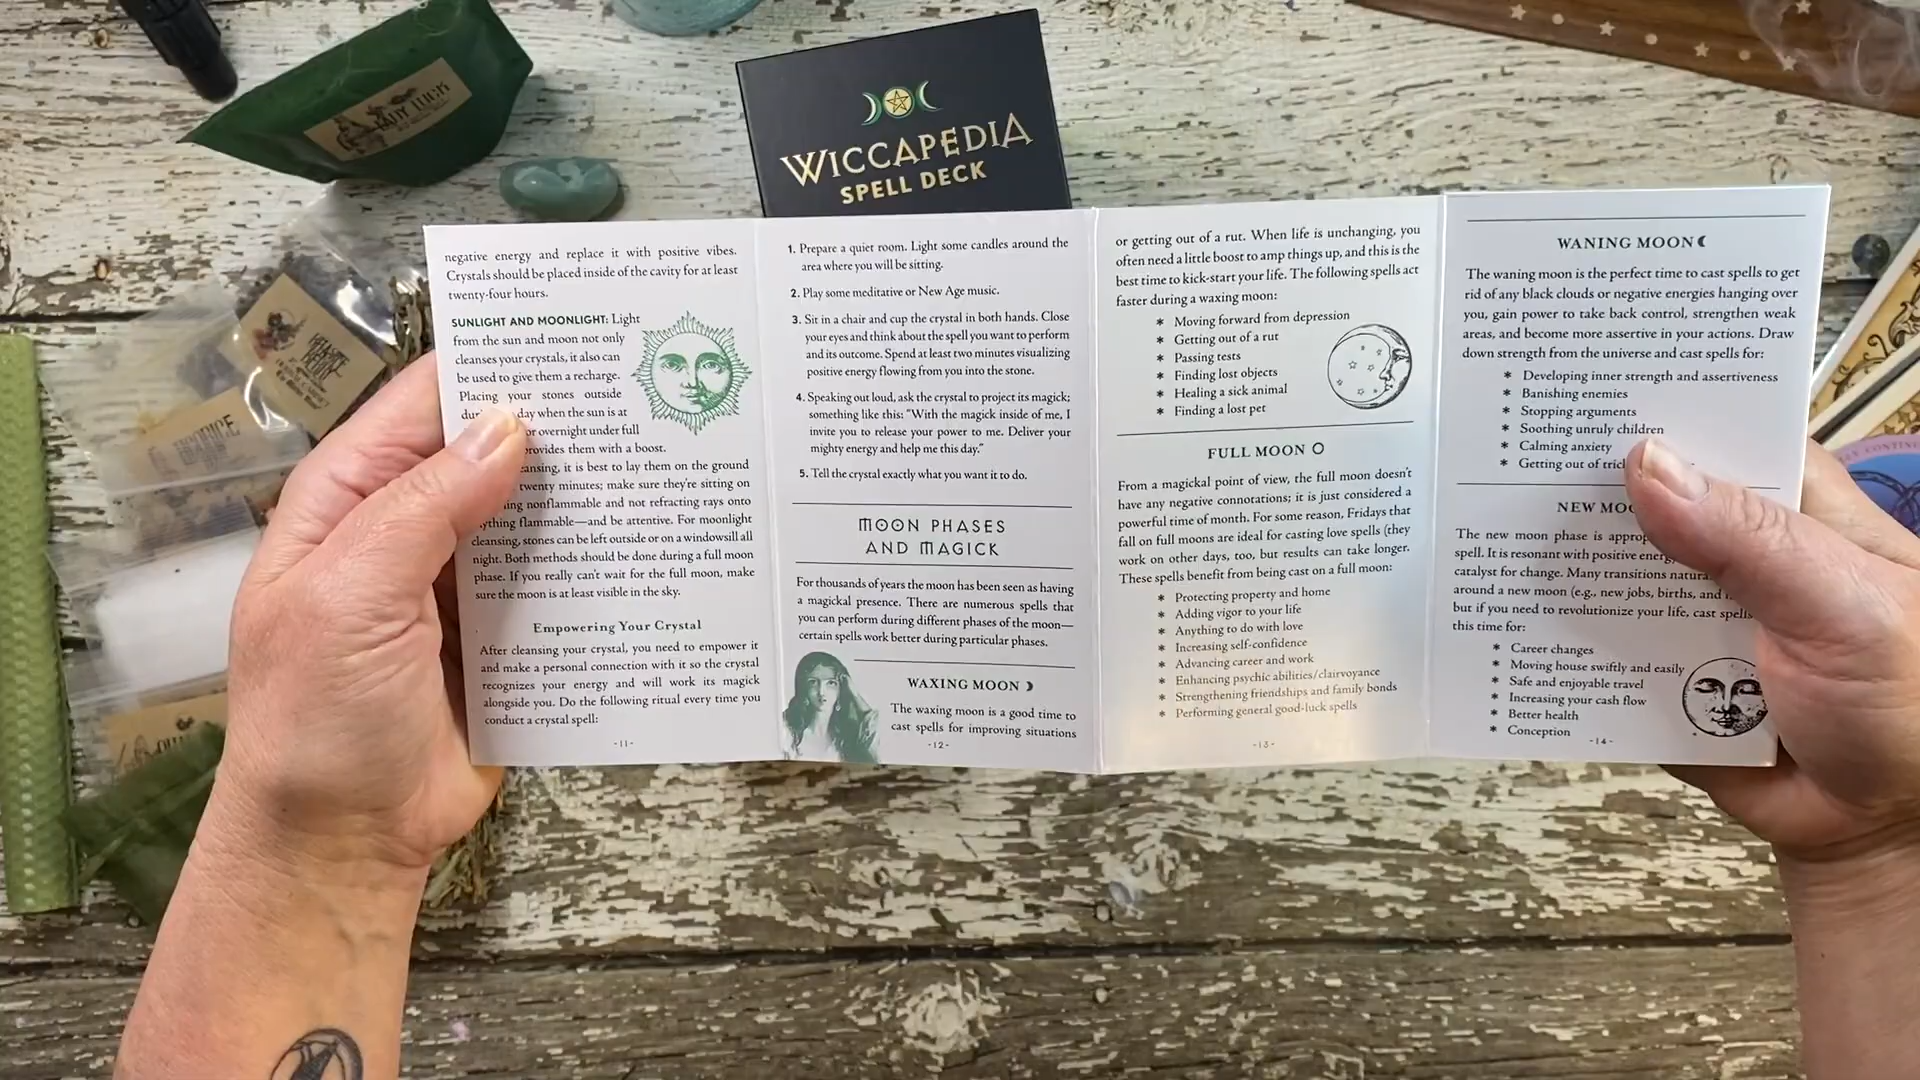 LADY LUCK
WICCAPEDIA
SPELL DECK
negative energy and replace it with positive vibes.
Crystals should be placed inside of the cavity for at least
twenty-four hours.
SUNLIGHT AND MOONLIGHT: Light
from the sun and moon not only
cleanses your crystals, it also can
be used to give them a recharge.
Placing your stones outside
day when the sun is at
or overnight under full
provides them with a boost.
it is best to lay them on the ground
twenty minutes; make sure they're sitting on
nonflammable and not refracting rays onto
flammable—and be attentive. For moonlight
cleansing, stones can be left outside or on a windowsill all
night. Both methods should be done during a full moon
phase. If you really can't wait for the full moon, make
sure the moon is at least visible in the sky.
Empowering Your Crystal
After cleansing your crystal, you need to empower it
and make a personal connection with it so the crystal
recognizes your energy and will work its magick
alongside you. Do the following ritual every time you
conduct a crystal spell:
-11-
1. Prepare a quiet room. Light some candles around the
area where you will be sitting.
2. Play some meditative or New Age music.
3. Sit in a chair and cup the crystal in both hands. Close
your eyes and think about the spell you want to perform
and its outcome. Spend at least two minutes visualizing
positive energy flowing from you into the stone.
4. Speaking out loud, ask the crystal to project its magick;
something like this: "With the magick inside of me, I
invite you to release your power to me. Deliver your
mighty energy and help me this day."
5. Tell the crystal exactly what you want it to do.
MOON PHASES
AND MAGICK
For thousands of years the moon has been seen as having
a magickal presence. There are numerous spells that
you can perform during different phases of the moon—
certain spells work better during particular phases.
WAXING MOON
The waxing moon is a good time to
cast spells for improving situations
-12-
or getting out of a rut. When life is unchanging, you
often need a little boost to amp things up, and this is the
best time to kick-start your life. The following spells act
faster during a waxing moon:
* Moving forward from depression
* Getting out of a rut
* Passing tests
* Finding lost objects
* Healing a sick animal
* Finding a lost pet
FULL MOON
From a magickal point of view, the full moon doesn't
have any negative connotations; it is just considered a
powerful time of month. For some reason, Fridays that
fall on full moons are ideal for casting love spells (they
work on other days, too, but results can take longer.
These spells benefit from being cast on a full moon:
* Protecting property and home
* Adding vigor to your life
* Anything to do with love
* Increasing self-confidence
* Advancing career and work
* Enhancing psychic abilities/clairvoyance
* Strengthening friendships and family bonds
* Performing general good-luck spells
-13-
WANING MOON
The waning moon is the perfect time to cast spells to get
rid of any black clouds or negative energies hanging over
you, gain power to take back control, strengthen weak
areas, and become more assertive in your actions. Draw
down strength from the universe and cast spells for:
* Developing inner strength and assertiveness
* Banishing enemies
* Stopping arguments
* Soothing unruly children
* Calming anxiety
* Getting out of
NEW
The new moon phase is
spell. It is resonant with positive
catalyst for change. Many transitions
around a new moon (e.g., new jobs, births, and
but if you need to revolutionize your life, cast spells
this time for:
* Career changes
* Moving house swiftly and easily
* Safe and enjoyable travel
* Increasing your cash flow
* Better health
* Conception
-14-